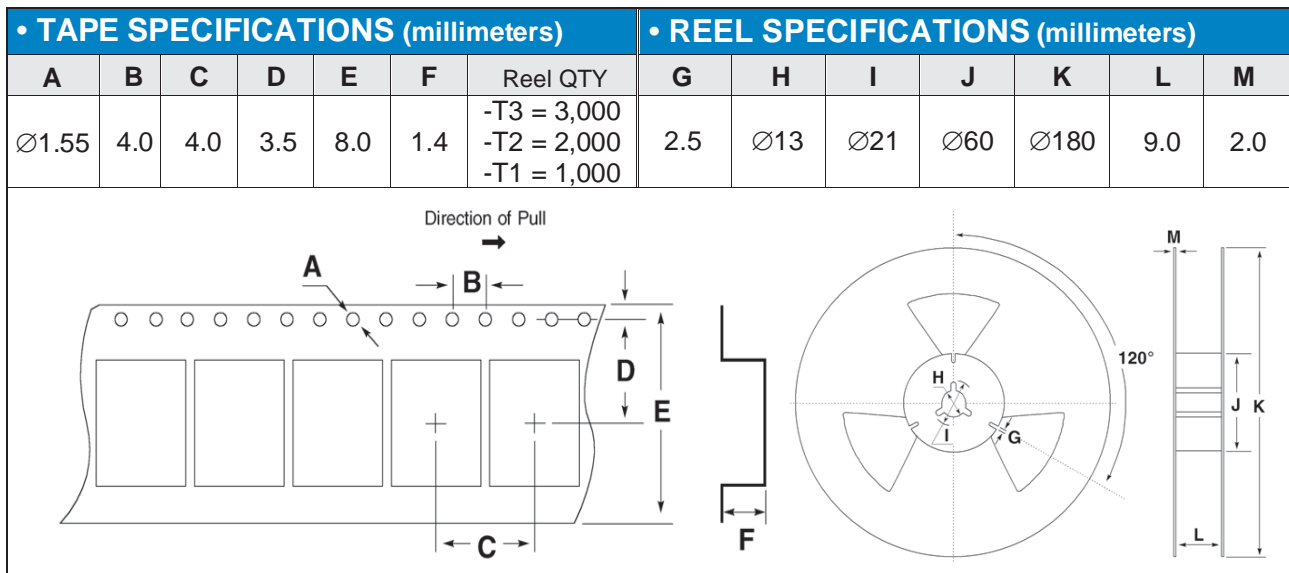 • TAPE SPECIFICATIONS (millimeters) • REEL SPECIFICATIONS (millimeters)
A B C D E F Reel QTY G H I J K L M
∅1.55 4.0 4.0 3.5 8.0 1.4 -T3 = 3,000 2.5 ∅13 ∅21 ∅60 ∅180 9.0 2.0
-T2 = 2,000
-T1 = 1,000
Direction of Pull
A
B
D
E
C
F
120°
H
I
G
M
J
K
L